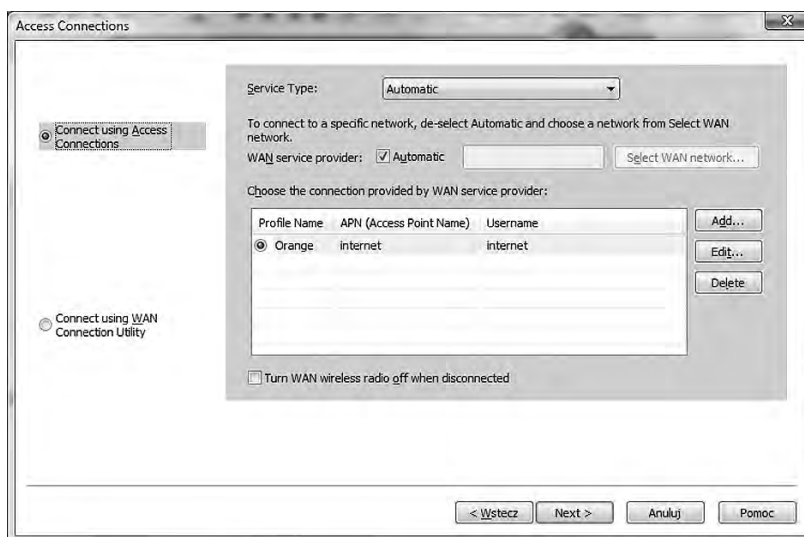 Access Connections
Service Type:
Automatic
Connect using Access
Connections
To connect to a specific network, de-select Automatic and choose a network from Select WAN
network.
WAN service provider:
Automatic
Select WAN network...
Choose the connection provided by WAN service provider:
Profile Name APN (Access Point Name) Username
Orange internet internet
Add...
Edit...
Delete
Connect using WAN
Connection Utility
Turn WAN wireless radio off when disconnected
< Wstecz Next > Anuluj Pomoc